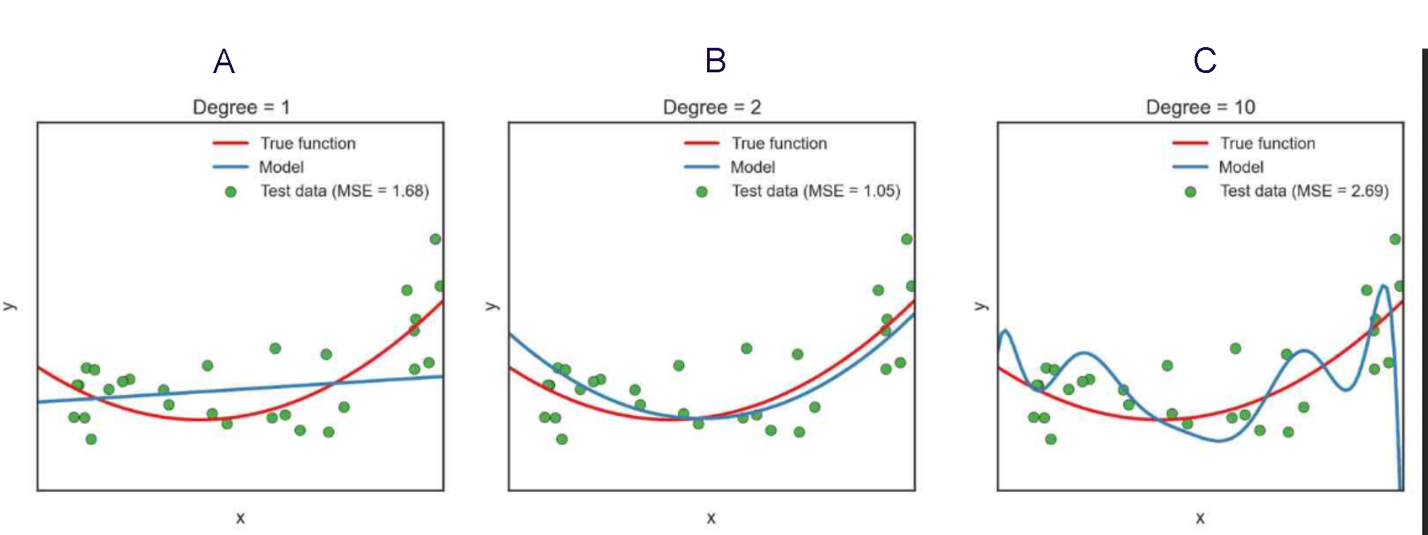 A
B
C
Degree = 1
True function
Model
Test data (MSE = 1.68)
y
x
Degree = 2
True function
Model
Test data (MSE = 1.05)
y
x
Degree = 10
True function
Model
Test data (MSE = 2.69)
y
x